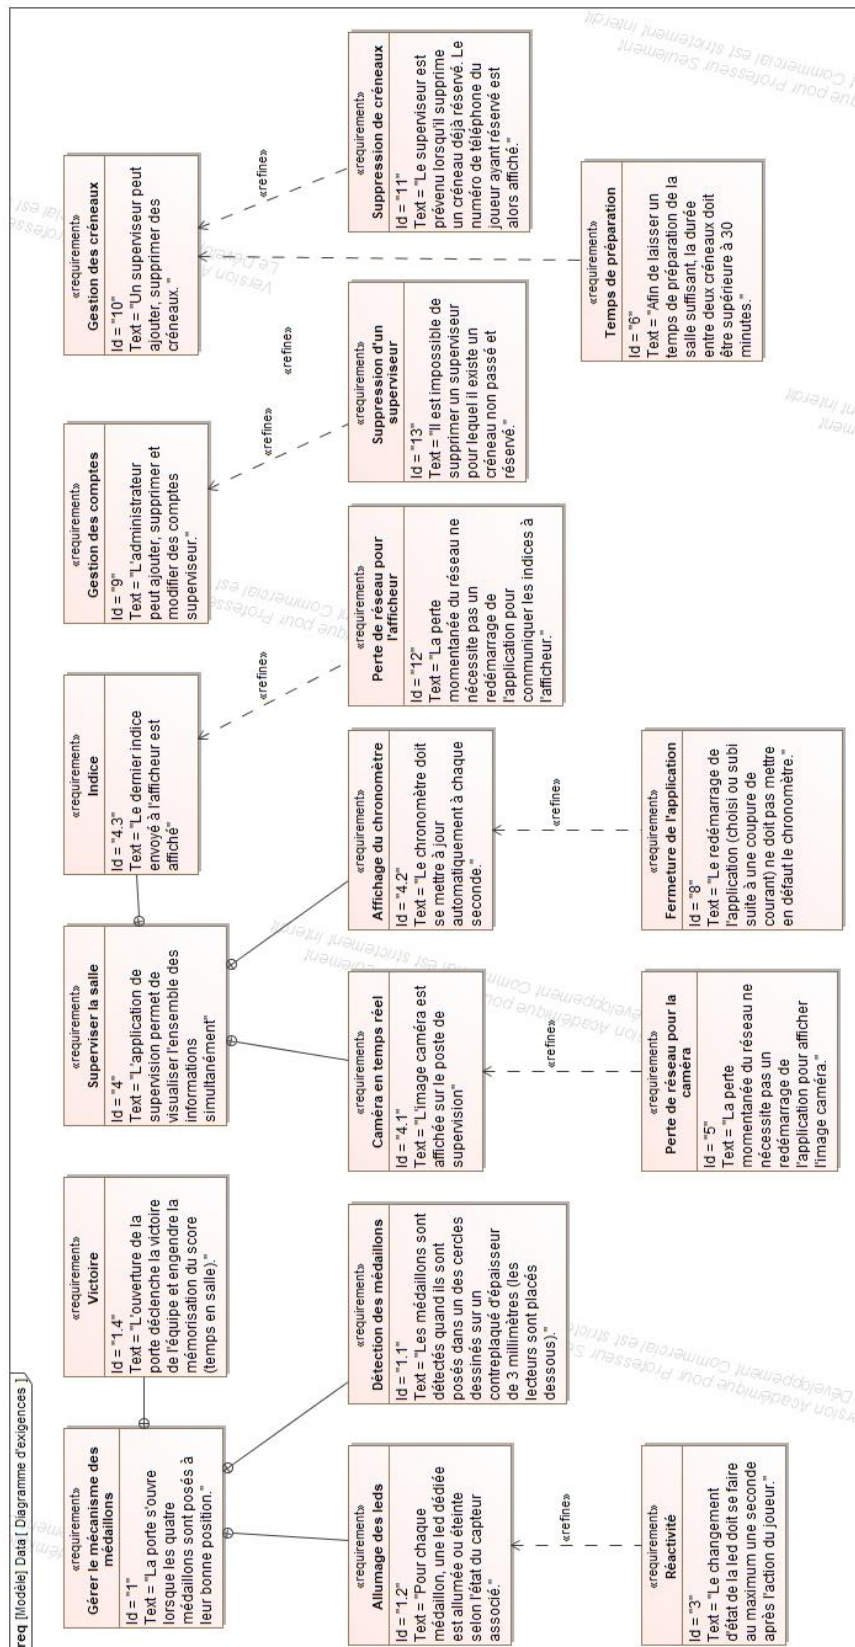 req [Modèle] Data [ Diagramme d'exigences ]
«requirement»
Gérer le mécanisme des
médaillons
Id = "1"
Text = "La porte s'ouvre
lorsque les quatre
médaillons sont posés à
leur bonne position."
«requirement»
Victoire
Id = "1.4"
Text = "L'ouverture de la
porte déclenche la victoire
de l'équipe et engendre la
mémorisation du score
(temps en salle)."
«requirement»
Superviser la salle
Id = "4"
Text = "L'application de
supervision permet de
visualiser l'ensemble des
informations
simultanément"
«requirement»
Indice
Id = "4.3"
Text = "Le dernier indice
envoyé à l'afficheur est
affiché"
«requirement»
Gestion des comptes
Id = "9"
Text = "L'administrateur
peut ajouter, supprimer et
modifier des comptes
superviseur."
«requirement»
Gestion des créneaux
Id = "10"
Text = "Un superviseur peut
ajouter, supprimer des
créneaux."
«refine»
«refine»
«refine»
«refine»
«requirement»
Allumage des leds
Id = "1.2"
Text = "Pour chaque
médaillon, une led dédiée
est allumée ou éteinte
selon l'état du capteur
associé."
«requirement»
Détection des médaillons
Id = "1.1"
Text = "Les médaillons sont
détectés quand ils sont
posés dans un des cercles
dessinés sur un
contreplaqué d'épaisseur
de 3 millimètres (les
lecteurs sont placés
dessous)."
«requirement»
Caméra en temps réel
Id = "4.1"
Text = "L'image caméra est
affichée sur le poste de
supervision"
«requirement»
Affichage du chronomètre
Id = "4.2"
Text = "Le chronomètre doit
se mettre à jour
automatiquement à chaque
seconde."
«requirement»
Perte de réseau pour
l'afficheur
Id = "12"
Text = "La perte
momentanée du réseau ne
nécessite pas un
redémarrage de
l'application pour
communiquer les indices à
l'afficheur."
«requirement»
Suppression d'un
superviseur
Id = "13"
Text = "Il est impossible de
supprimer un superviseur
pour lequel il existe un
créneau non passé et
réservé."
«requirement»
Suppression de créneaux
Id = "11"
Text = "Le superviseur est
prévenu lorsqu'il supprime
un créneau déjà réservé. Le
numéro de téléphone du
joueur ayant réservé est
alors affiché."
«refine»
«refine»
«refine»
«requirement»
Réactivité
Id = "3"
Text = "Le changement
d'état de la led doit se faire
au maximum une seconde
après l'action du joueur."
«requirement»
Perte de réseau pour la
caméra
Id = "5"
Text = "La perte
momentanée du réseau ne
nécessite pas un
redémarrage de
l'application pour afficher
l'image caméra."
«requirement»
Fermeture de l'application
Id = "8"
Text = "Le redémarrage de
l'application (choisi ou subi
suite à une coupure de
courant) ne doit pas mettre
en défaut le chronomètre."
«requirement»
Temps de préparation
Id = "6"
Text = "Afin de laisser un
temps de préparation de la
salle suffisant, la durée
entre deux créneaux doit
être supérieure à 30
minutes."